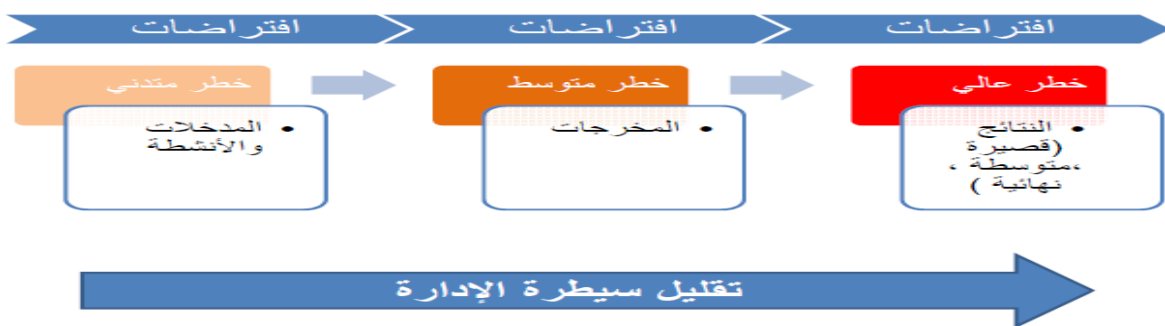 افتراضات
افتراضات
افتراضات
خطر متدني
• المدخلات
والأنشطة
خطر متوسط
• المخرجات
خطر عالي
• النتائج
(قصيرة
،متوسطة ،
نهائية )
تقليل سيطرة الإدارة